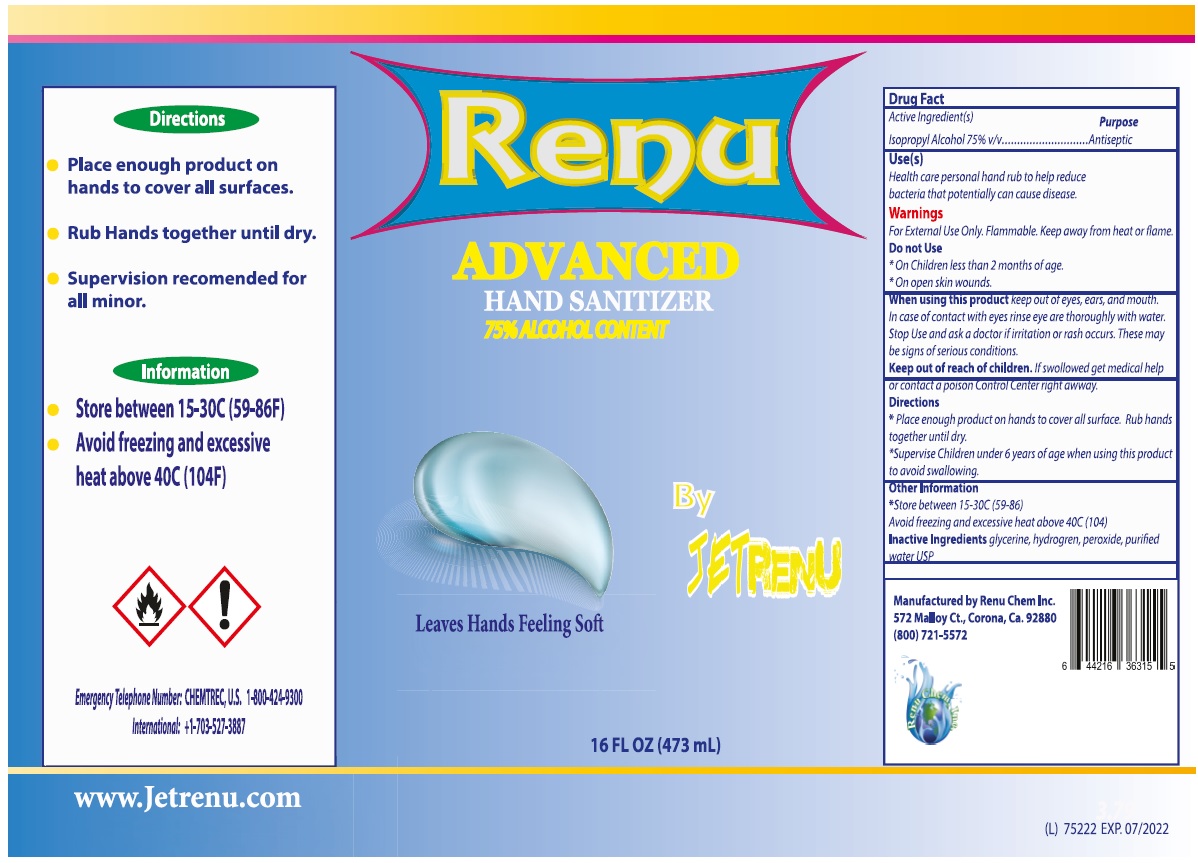 Directions
Place enough product on
hands to cover all surfaces.
Rub Hands together until dry.
Supervision recomended for
all minor.
Information
Store between 15-30C (59-86F)
Avoid freezing and excessive
heat above 40C (104F)
Emergency Telephone Number: CHEMTREC, U.S. 1-800-424-9300
International: +1-703-527-3887
www.Jetrenu.com
Renu
ADVANCED
HAND SANITIZER
75% ALCOHOL CONTENT
By
JETRENU
Leaves Hands Feeling Soft
16 FL OZ (473 mL)
Drug Fact
Active Ingredient(s)
Purpose
Isopropyl Alcohol 75% v/v............................Antiseptic
Use(s)
Health care personal hand rub to help reduce
bacteria that potentially can cause disease.
Warnings
For External Use Only. Flammable. Keep away from heat or flame.
Do not Use
* On Children less than 2 months of age.
* On open skin wounds.
When using this product keep out of eyes, ears, and mouth.
In case of contact with eyes rinse eye are thoroughly with water.
Stop Use and ask a doctor if irritation or rash occurs. These may
be signs of serious conditions.
Keep out of reach of children. If swollowed get medical help
or contact a poison Control Center right awway.
Directions
* Place enough product on hands to cover all surface. Rub hands
together until dry.
*Supervise Children under 6 years of age when using this product
to avoid swallowing.
Other Information
*Store between 15-30C (59-86)
Avoid freezing and excessive heat above 40C (104)
Inactive Ingredients glycerine, hydrogren, peroxide, purified
water USP
Manufactured by Renu Chem Inc.
572 Malloy Ct., Corona, Ca. 92880
(800) 721-5572
6 44216 36315 5
Renu Chem Inc
(L) 75222 EXP. 07/2022